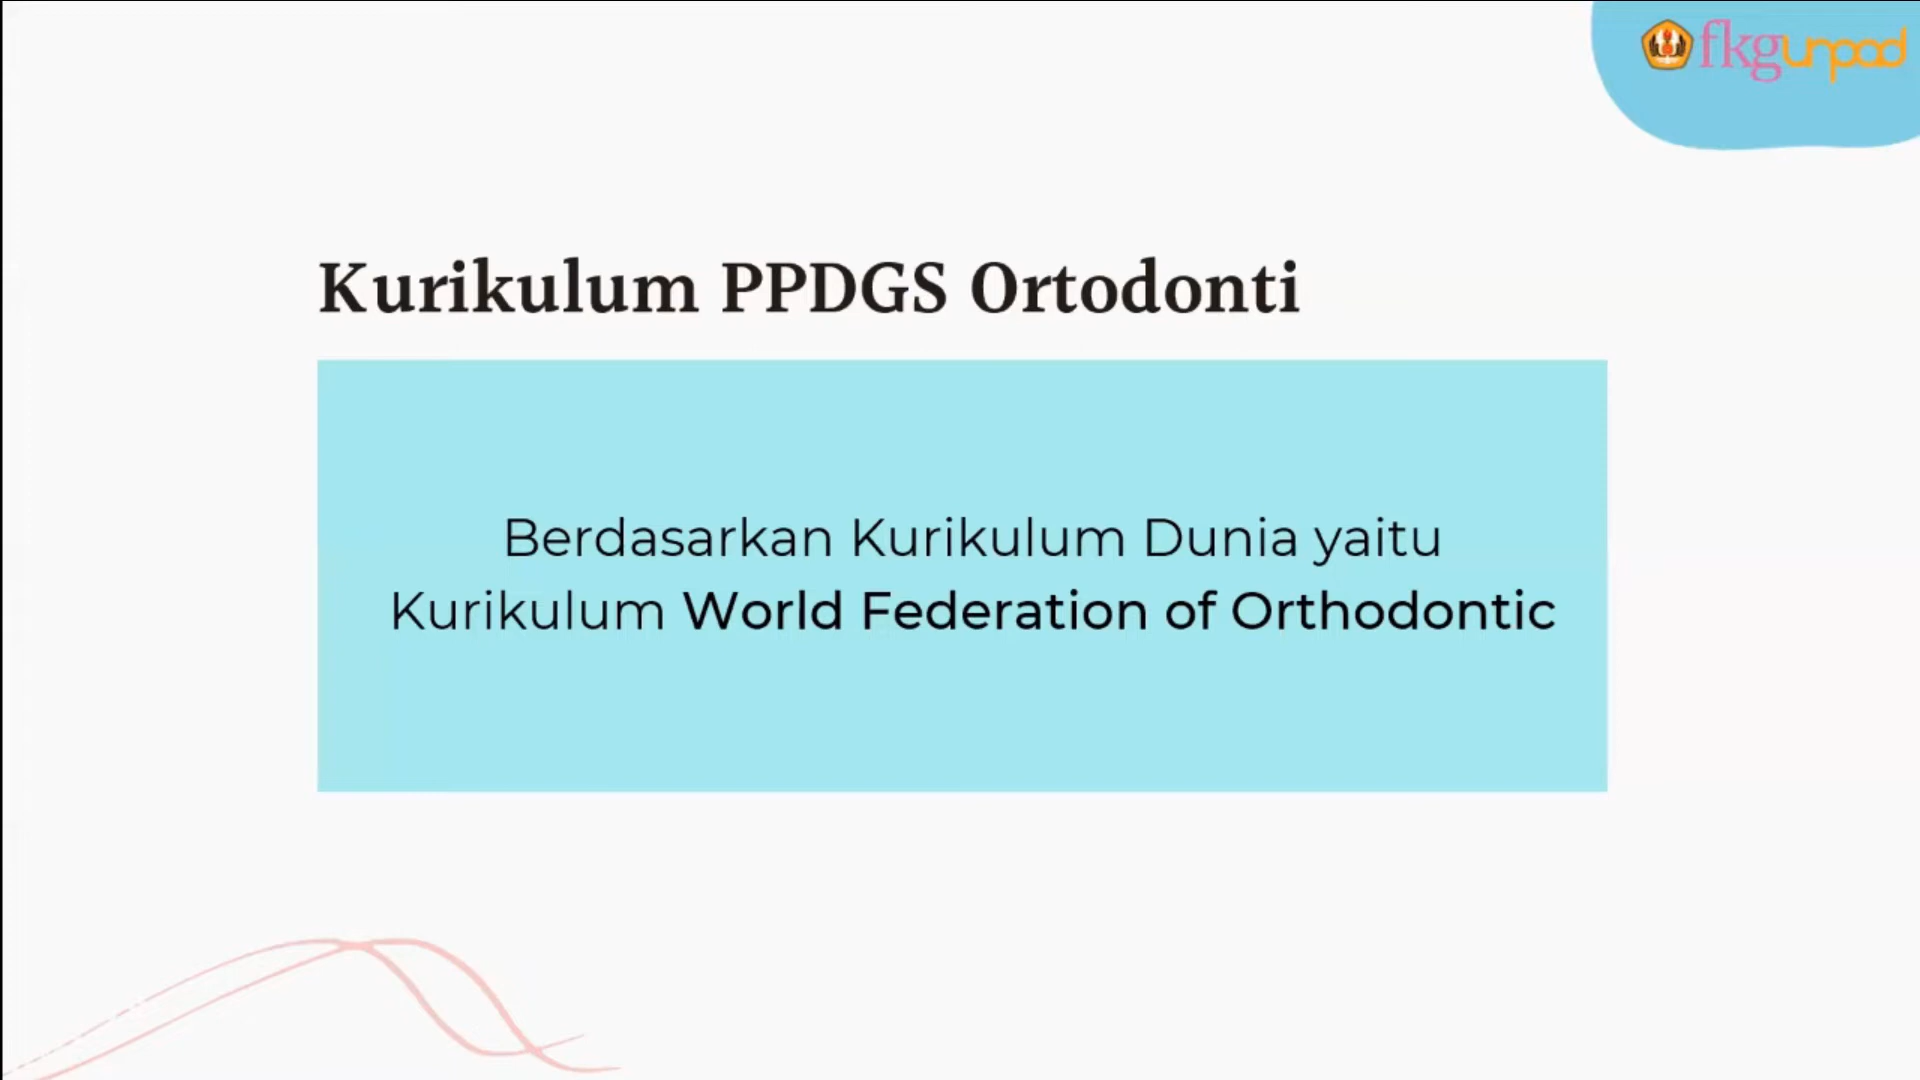 fkgunpad
Kurikulum PPDGS Ortodonti
Berdasarkan Kurikulum Dunia yaitu
Kurikulum World Federation of Orthodontic